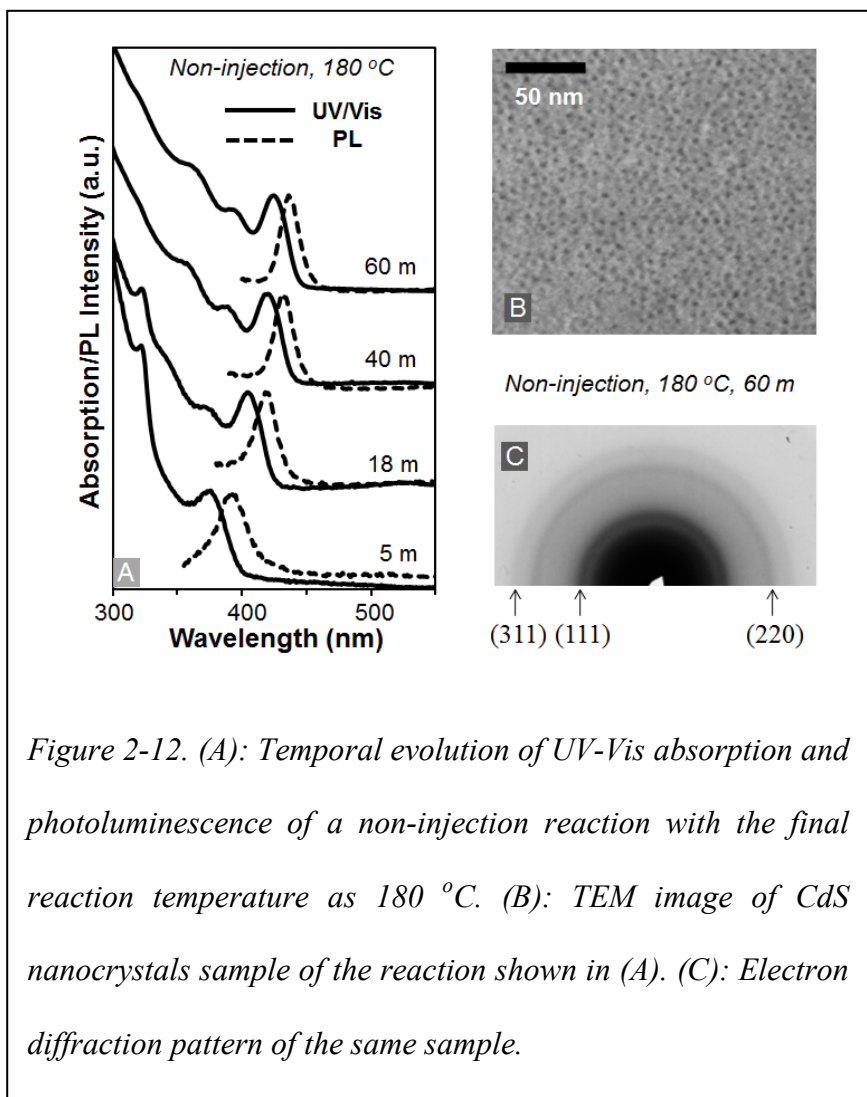 Non-injection, 180 °C
UV/Vis
PL
Absorption/PL Intensity (a.u.)
60 m
40 m
18 m
5 m
A
300
400
500
Wavelength (nm)
50 nm
B
Non-injection, 180 °C, 60 m
C
(311) (111) (220)
Figure 2-12. (A): Temporal evolution of UV-Vis absorption and
photoluminescence of a non-injection reaction with the final
reaction temperature as 180 °C. (B): TEM image of CdS
nanocrystals sample of the reaction shown in (A). (C): Electron
diffraction pattern of the same sample.